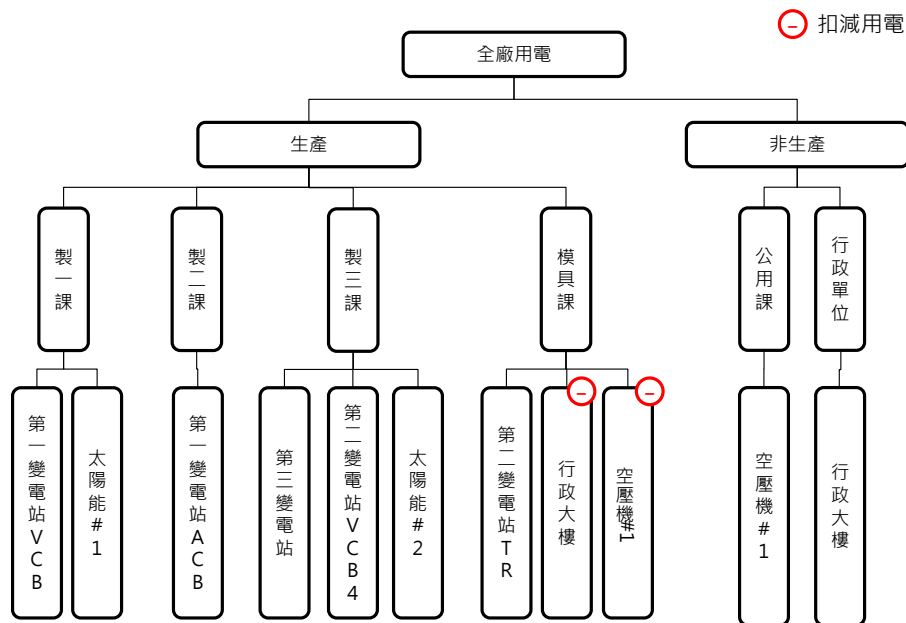 扣減用電
全廠用電
生產
非生產
製一課
製二課
製三課
模具課
公用課
行政單位
第一變電站VCB
太陽能#1
第一變電站ACB
第三變電站
第二變電站VCB4
太陽能#2
第二變電站TR
行政大樓
空壓機#1
空壓機#1
行政大樓